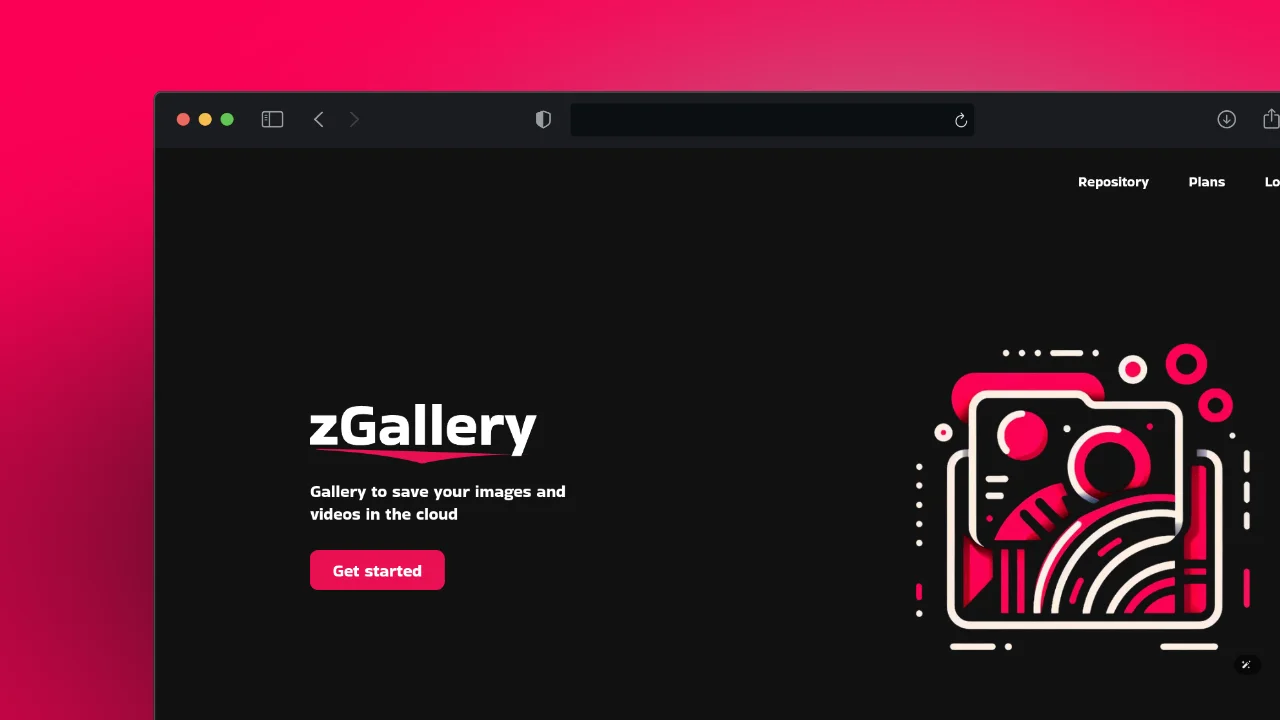 Repository Plans Lo
zGallery
Gallery to save your images and
videos in the cloud
Get started